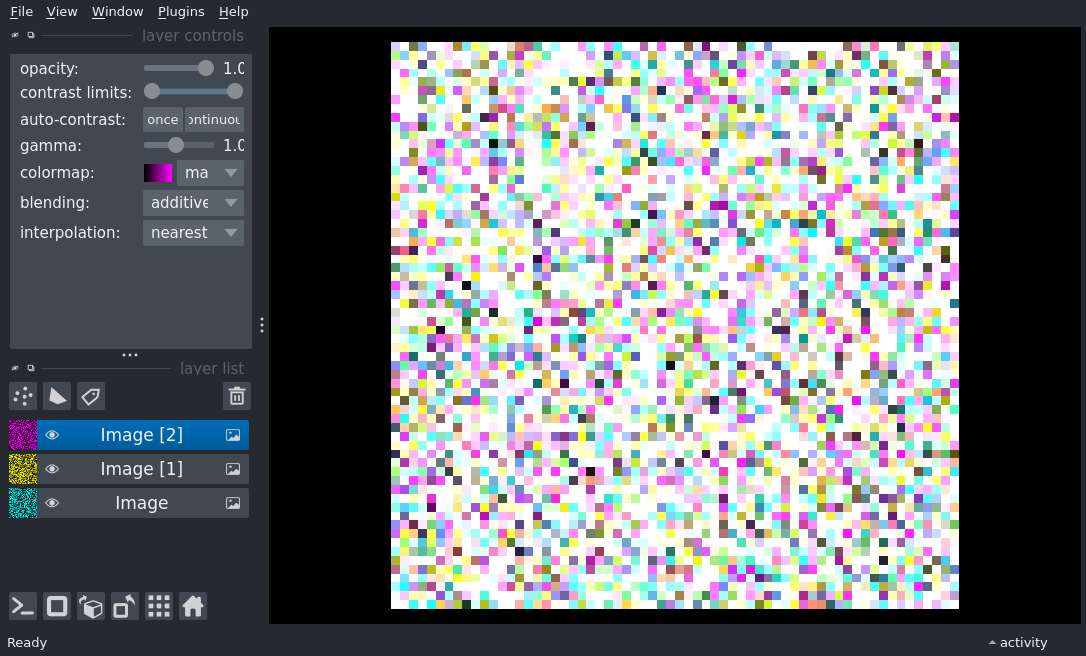 File View Window Plugins Help
layer controls
opacity: 1.0
contrast limits:
auto-contrast: once ontinuou
gamma: 1.0
colormap: ma
blending: additive
interpolation: nearest
layer list
Image [2]
Image [1]
Image
Ready
activity